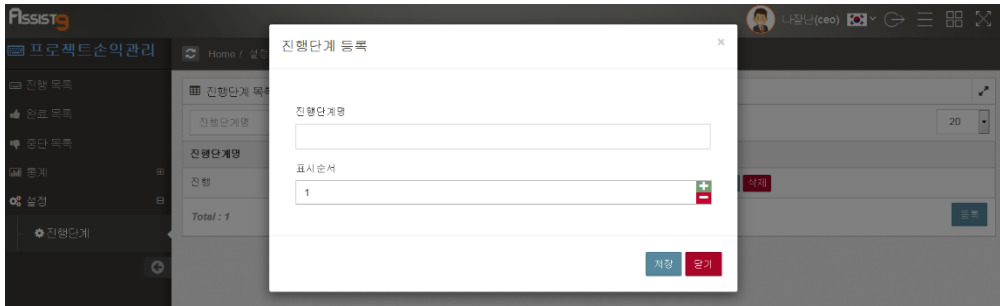 Assist9
나잘난(ceo)
프로젝트손익관리
Home / 설정
진행 목록
완료 목록
중단 목록
통계
설정
진행단계
진행단계 목록
진행단계명
20
진행단계명
진행
삭제
Total : 1
등록
진행단계 등록
×
진행단계명
표시순서
1
저장
닫기